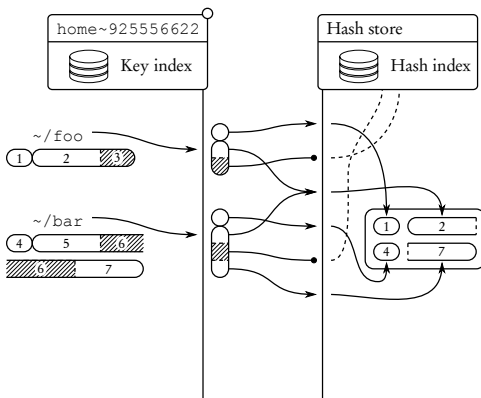 home~925556622
Key index
Hash store
Hash index
~/foo
1 2 3
~/bar
4 5 6
6 7
1 2
4 7